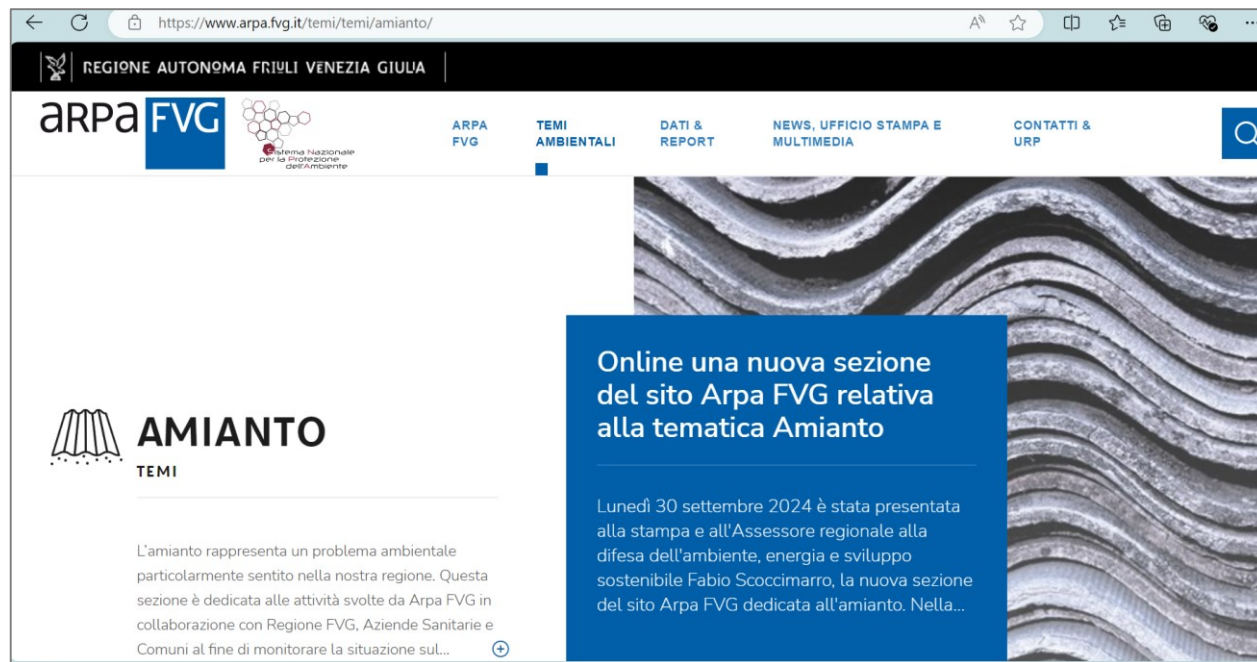 https://www.arpa.fvg.it/temi/temi/amianto/
REGIONE AUTONOMA FRIULI VENEZIA GIULIA
arpa FVG
Sistema Nazionale
per la Protezione
dell'Ambiente
ARPA
FVG
TEMI
AMBIENTALI
DATI &
REPORT
NEWS, UFFICIO STAMPA E
MULTIMEDIA
CONTATTI &
URP
AMIANTO
TEMI
L'amianto rappresenta un problema ambientale
particolarmente sentito nella nostra regione. Questa
sezione è dedicata alle attività svolte da Arpa FVG in
collaborazione con Regione FVG, Aziende Sanitarie e
Comuni al fine di monitorare la situazione sul...
Online una nuova sezione
del sito Arpa FVG relativa
alla tematica Amianto
Lunedì 30 settembre 2024 è stata presentata
alla stampa e all'Assessore regionale alla
difesa dell'ambiente, energia e sviluppo
sostenibile Fabio Scoccimarro, la nuova sezione
del sito Arpa FVG dedicata all'amianto. Nella...